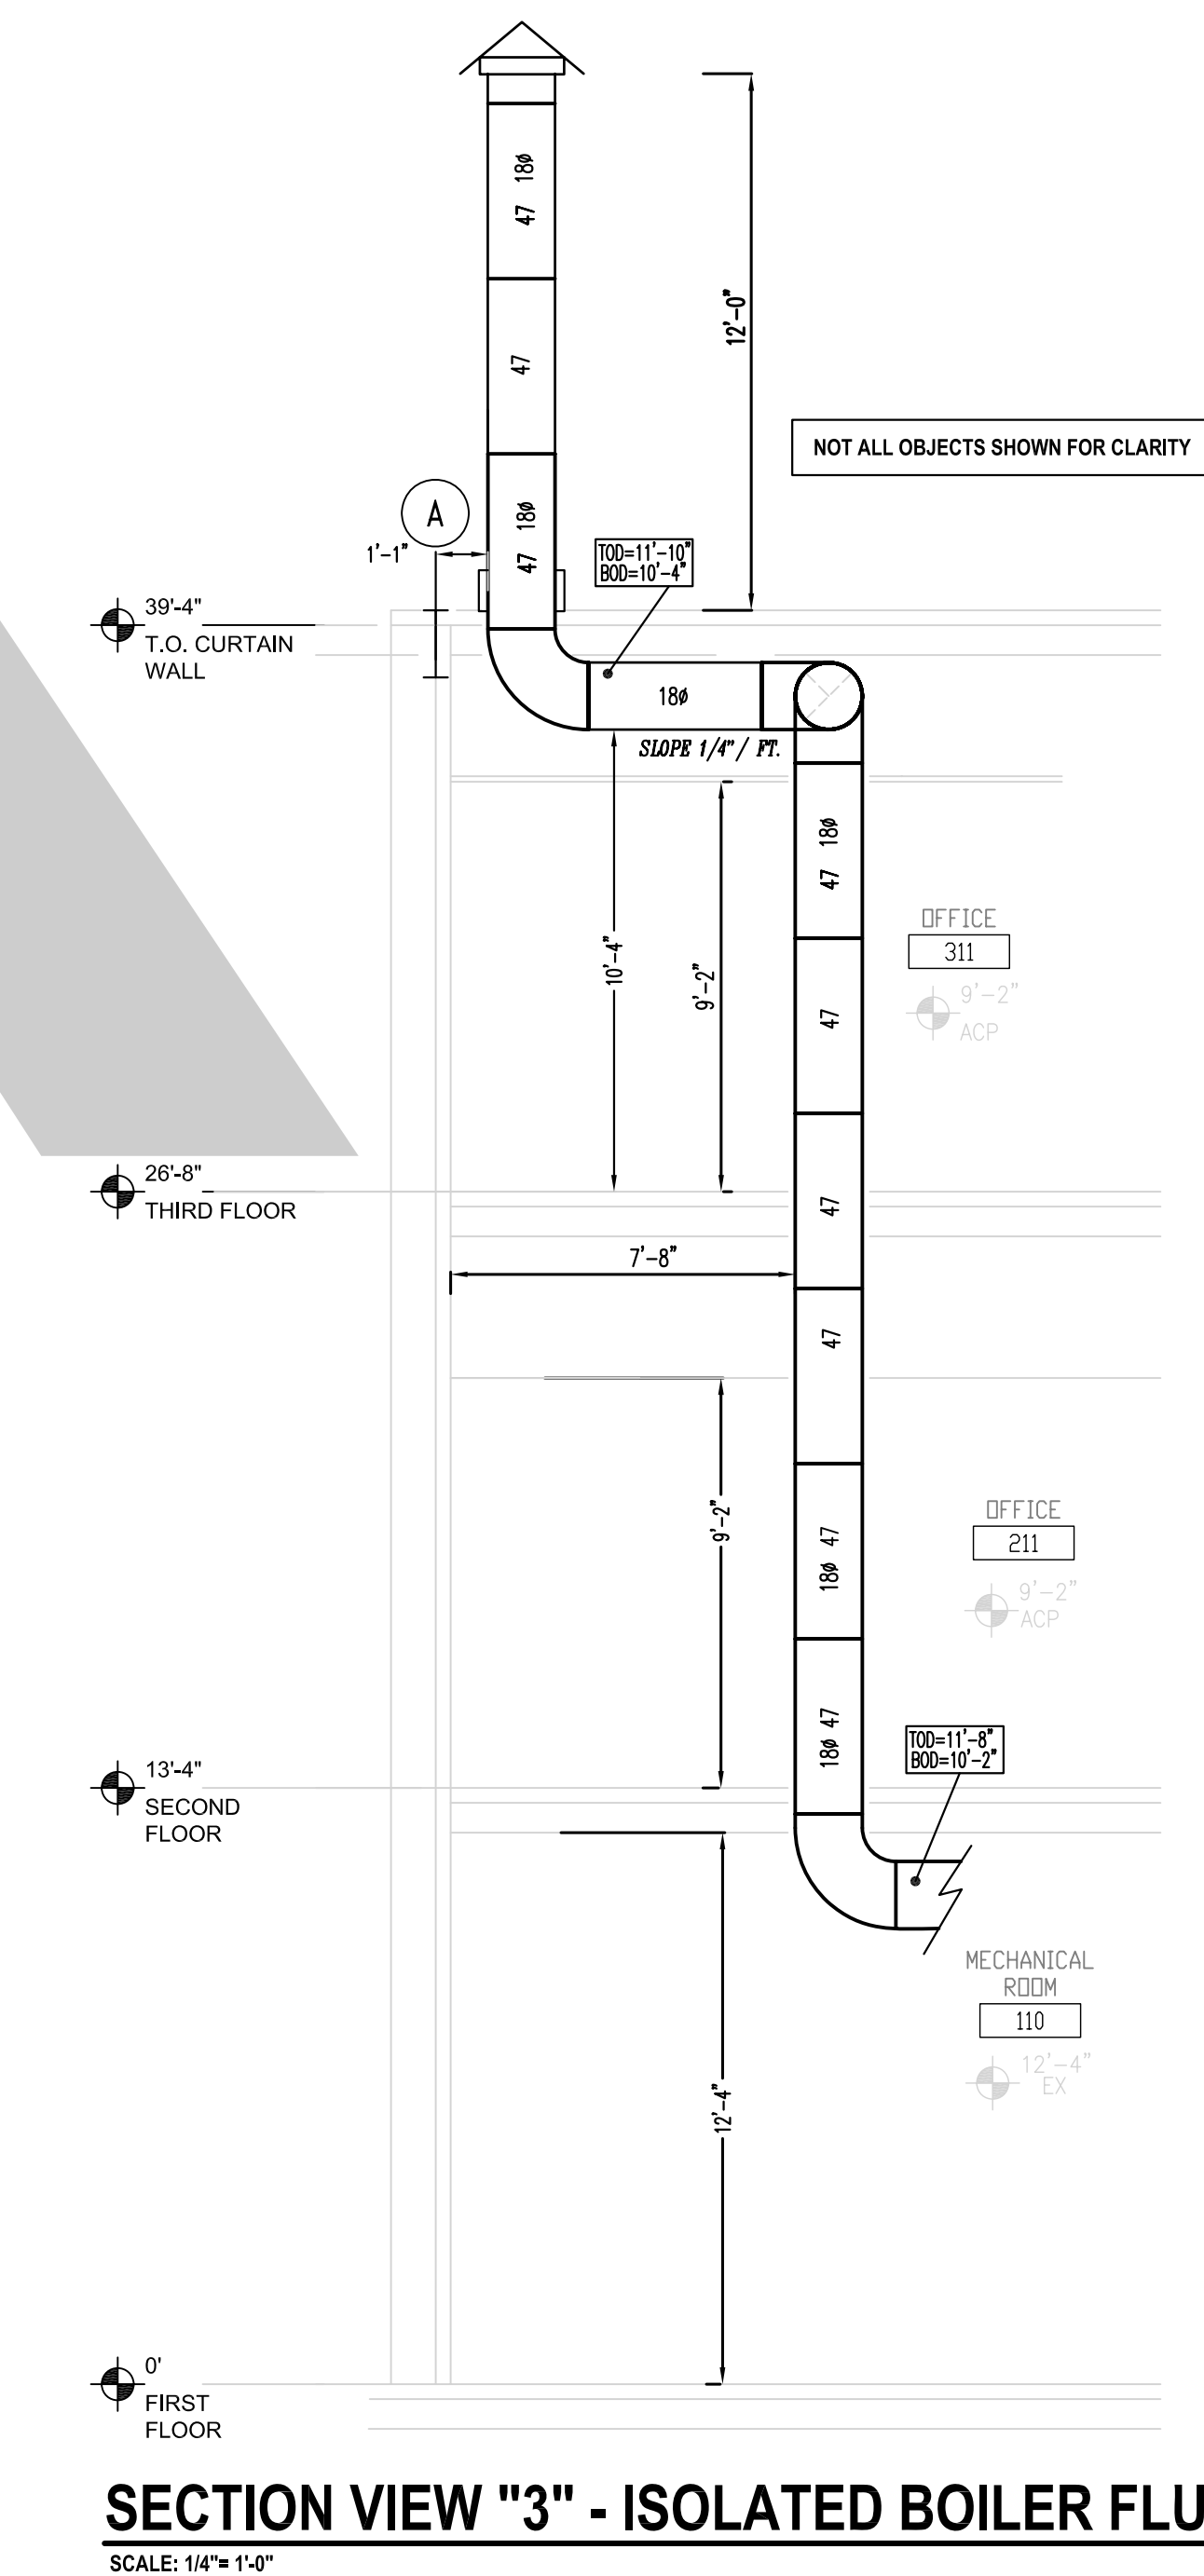 18ø
47
12'-0"
47
NOT ALL OBJECTS SHOWN FOR CLARITY
A
18ø
47
1'-1"
TOD=11'-10"
BOD=10'-4"
39'-4"
T.O. CURTAIN
WALL
18ø
SLOPE 1/4"/ FT.
18ø
47
OFFICE
311
10'-4"
9'-2"
9'-2"
ACP
47
26'-8"
THIRD FLOOR
47
7'-8"
47
9'-2"
OFFICE
211
47
18ø
9'-2"
ACP
47
18ø
TOD=11'-8"
BOD=10'-2"
13'-4"
SECOND
FLOOR
MECHANICAL
ROOM
110
12'-4"
EX
12'-4"
0'
FIRST
FLOOR
SECTION VIEW "3" - ISOLATED BOILER FLU
SCALE: 1/4"= 1'-0"